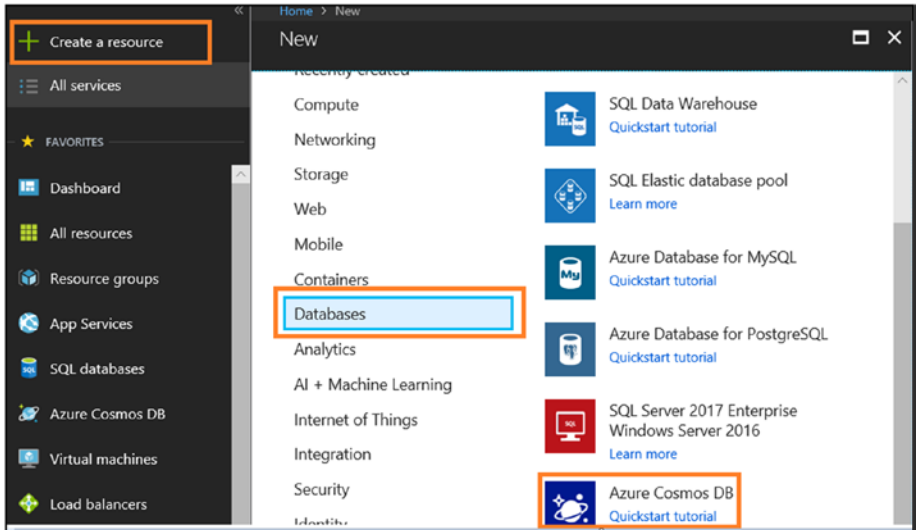 Home > New
Create a resource
All services
FAVORITES
Dashboard
All resources
Resource groups
App Services
SQL databases
Azure Cosmos DB
Virtual machines
Load balancers
New
Recently created
Compute
Networking
Storage
Web
Mobile
Containers
Databases
Analytics
AI + Machine Learning
Internet of Things
Integration
Security
Identity
SQL Data Warehouse
Quickstart tutorial
SQL Elastic database pool
Learn more
Azure Database for MySQL
Quickstart tutorial
Azure Database for PostgreSQL
Quickstart tutorial
SQL Server 2017 Enterprise
Windows Server 2016
Learn more
Azure Cosmos DB
Quickstart tutorial